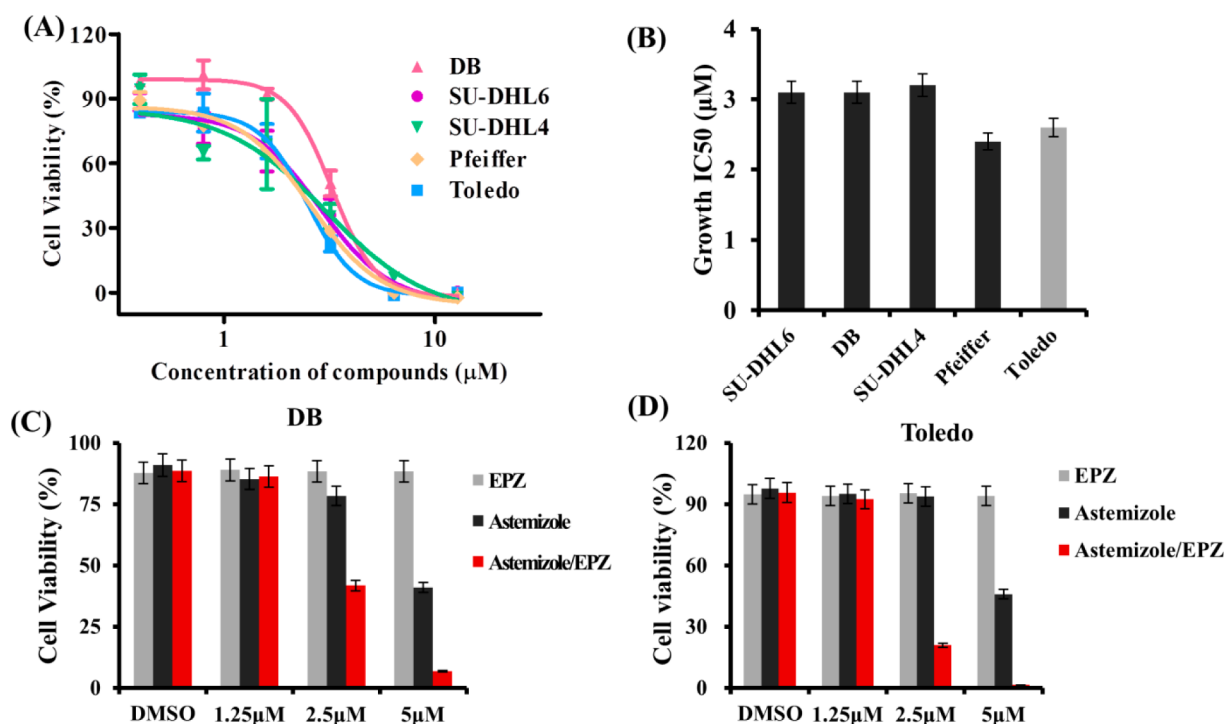 (A)
120
90
60
30
0
Cell Viability (%)
1
10
Concentration of compounds (μM)
DB
SU-DHL6
SU-DHL4
Pfeiffer
Toledo
(B)
4
3
2
1
0
Growth IC50 (μM)
SU-DHL6
DB
SU-DHL4
Pfeiffer
Toledo
(C)
DB
100
75
50
25
0
Cell Viability (%)
DMSO
1.25μM
2.5μM
5μM
EPZ
Astemizole
Astemizole/EPZ
(D)
Toledo
120
90
60
30
0
Cell viability (%)
DMSO
1.25μM
2.5μM
5μM
EPZ
Astemizole
Astemizole/EPZ